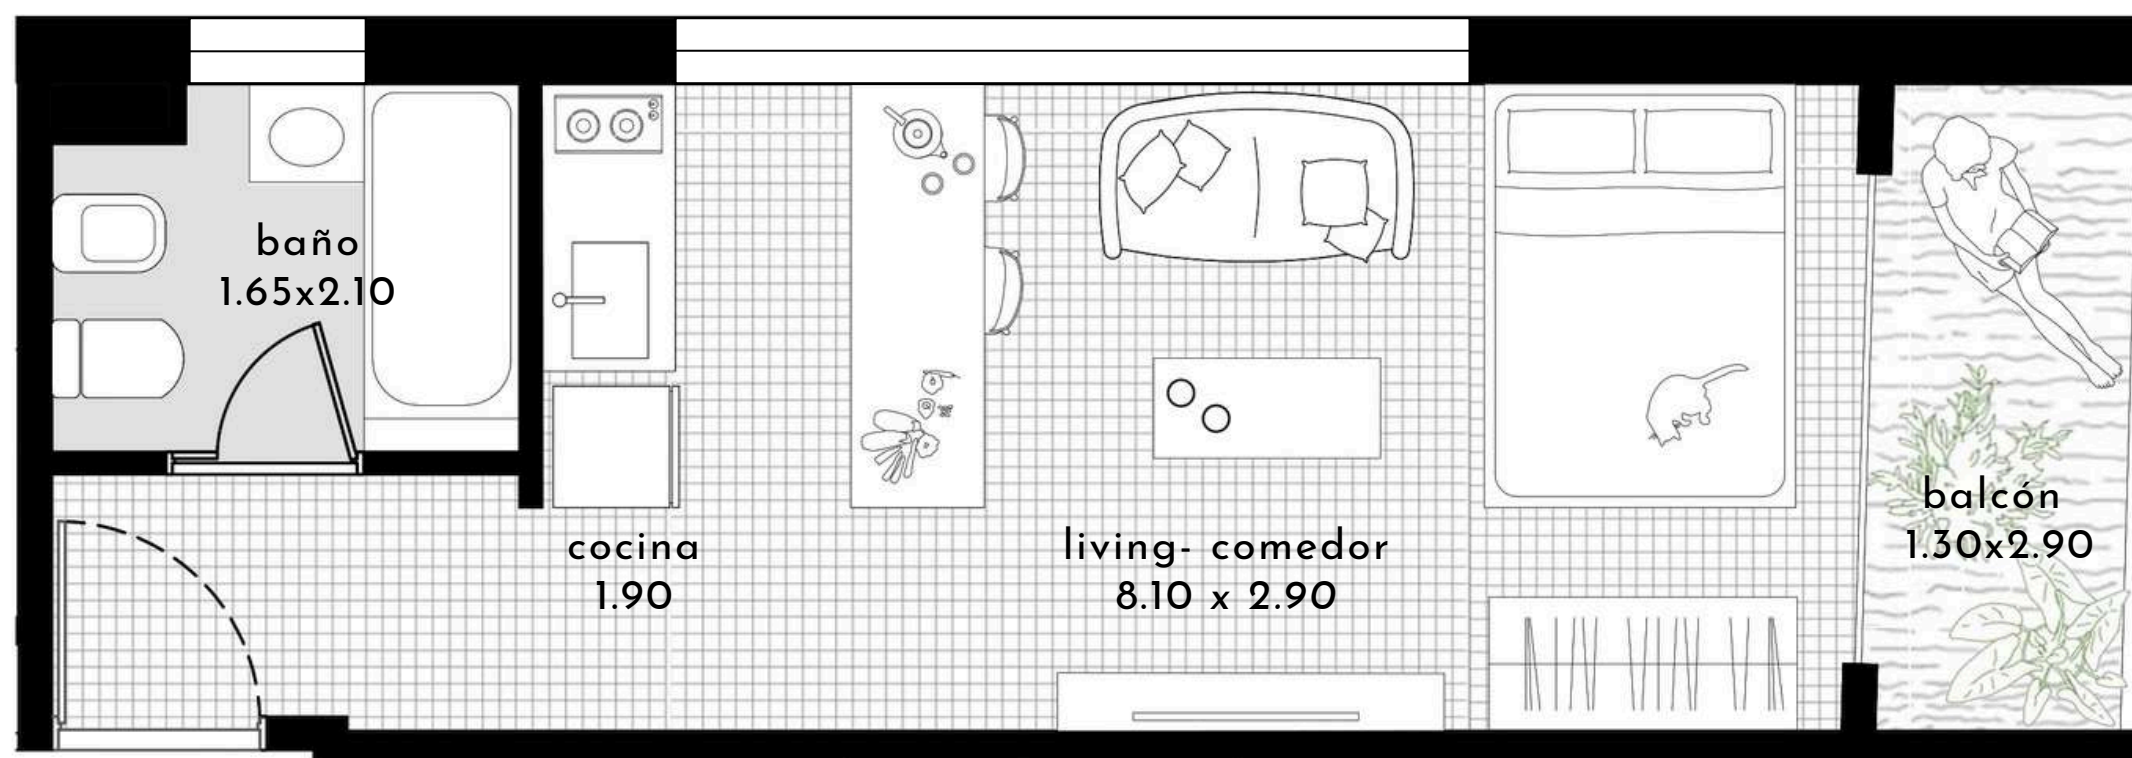 baño
1.65x2.10
cocina
1.90
living- comedor
8.10 x 2.90
balcón
1.30x2.90